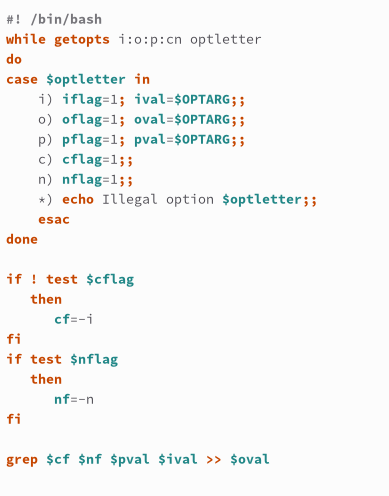 #! /bin/bash
while getopts i:o:p:cn optletter
do
case $optletter in
    i) iflag=1; ival=$OPTARG;;
    o) oflag=1; oval=$OPTARG;;
    p) pflag=1; pval=$OPTARG;;
    c) cflag=1;;
    n) nflag=1;;
    *) echo Illegal option $optletter;;
    esac
done

if ! test $cflag
   then
      cf=-i
fi
if test $nflag
   then
      nf=-n
fi

grep $cf $nf $pval $ival >> $oval